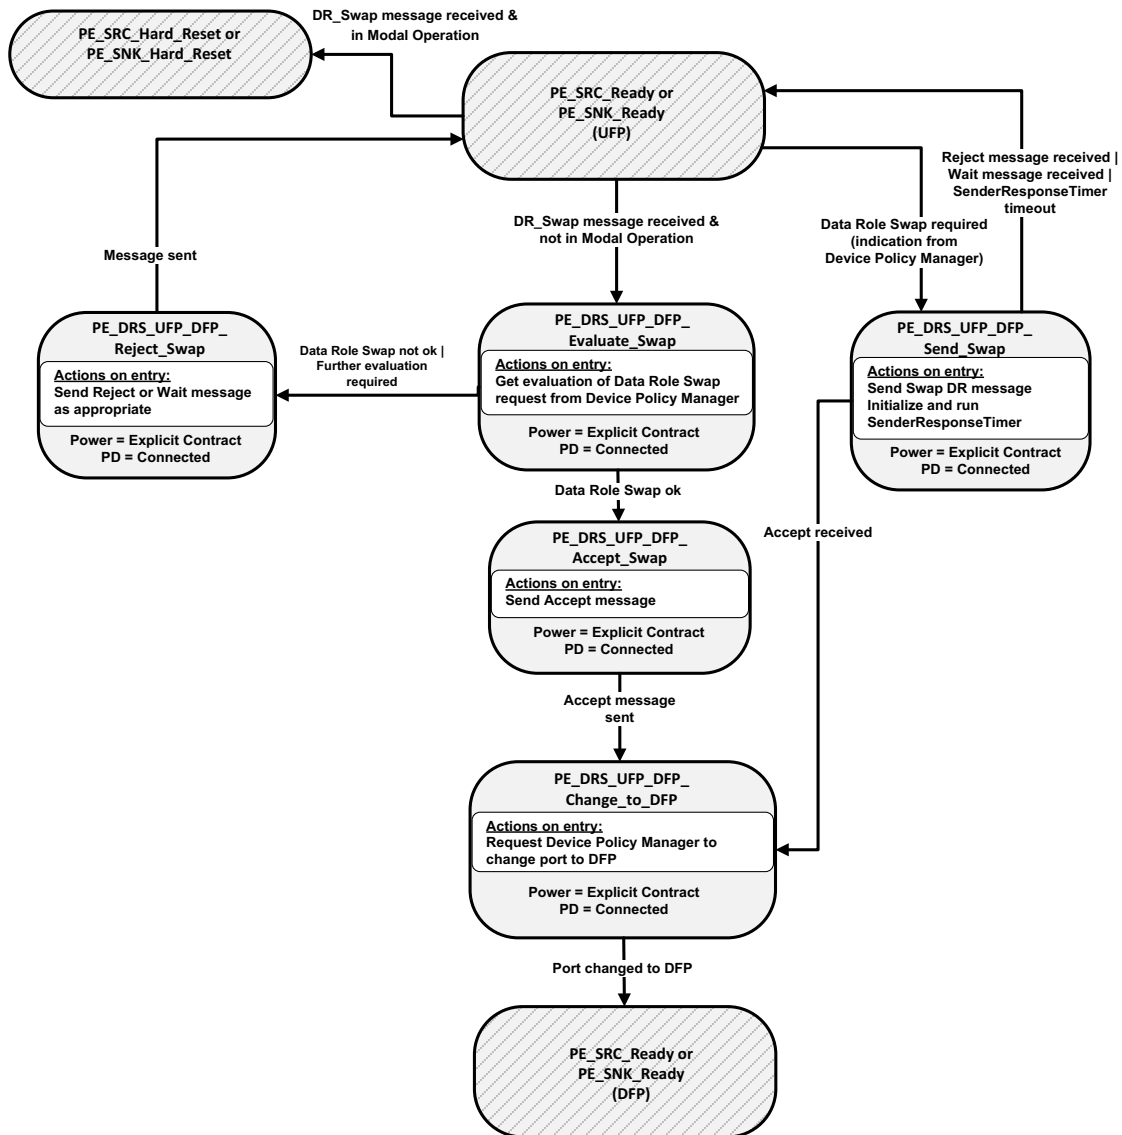 DR_Swap message received &
in Modal Operation
PE_SRC_Hard_Reset or
PE_SNK_Hard_Reset
PE_SRC_Ready or
PE_SNK_Ready
(UFP)
Reject message received |
Wait message received |
SenderResponseTimer
timeout
DR_Swap message received &
not in Modal Operation
Data Role Swap required
(indication from
Device Policy Manager)
Message sent
PE_DRS_UFP_DFP_
Reject_Swap
Actions on entry:
Send Reject or Wait message
as appropriate
Power = Explicit Contract
PD = Connected
Data Role Swap not ok |
Further evaluation
required
PE_DRS_UFP_DFP_
Evaluate_Swap
Actions on entry:
Get evaluation of Data Role Swap
request from Device Policy Manager
Power = Explicit Contract
PD = Connected
PE_DRS_UFP_DFP_
Send_Swap
Actions on entry:
Send Swap DR message
Initialize and run
SenderResponseTimer
Power = Explicit Contract
PD = Connected
Data Role Swap ok
Accept received
PE_DRS_UFP_DFP_
Accept_Swap
Actions on entry:
Send Accept message
Power = Explicit Contract
PD = Connected
Accept message
sent
PE_DRS_UFP_DFP_
Change_to_DFP
Actions on entry:
Request Device Policy Manager to
change port to DFP
Power = Explicit Contract
PD = Connected
Port changed to DFP
PE_SRC_Ready or
PE_SNK_Ready
(DFP)